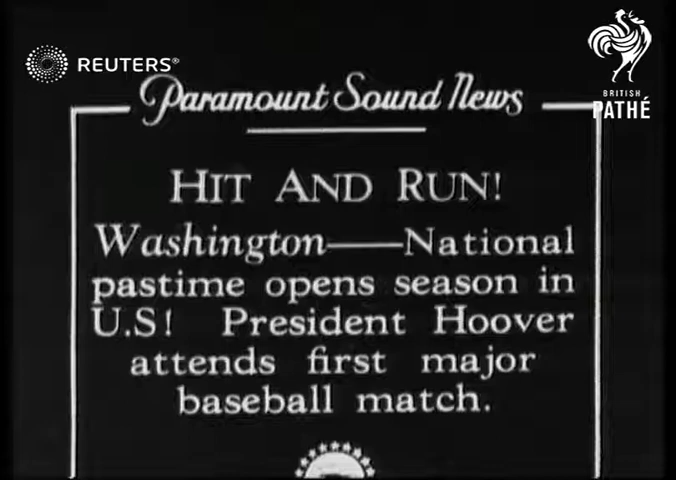 REUTERS®
BRITISH
PATHÉ
Paramount Sound News
HIT AND RUN!
Washington—National
pastime opens season in
U.S! President Hoover
attends first major
baseball match.